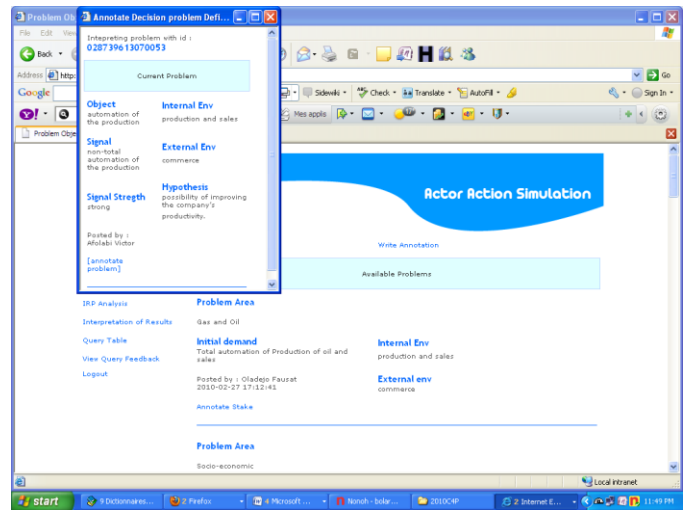 Problem Ob
Annotate Decision problem Defi...
File Edit View
Back
Address http:
Go
Google
Sidewiki
Check
Translate
AutoFill
Sign In
Mes applis
Problem Obje
Intepreting problem with id :
028739613070053
Current Problem
Object
automation of
the production
Internal Env
production and sales
Signal
non-total
automation of
the production
External Env
commerce
Signal Stregth
strong
Hypothesis
possibility of improving
the company's
productivity.
Posted by :
Afolabi Victor
[annotate
problem]
Actor Action Simulation
Write Annotation
Available Problems
IRP Analysis
Interpretation of Results
Query Table
View Query Feedback
Logout
Problem Area
Gas and Oil
Initial demand
Total automation of Production of oil and
sales
Internal Env
production and sales
Posted by : Oladejo Fausat
2010-02-27 17:12:41
External env
commerce
Annotate Stake
Problem Area
Socio-economic
Local intranet
start
9 Dictionnaires...
2 Firefox
4 Microsoft ...
Nonoh - bolar...
2010C4P
2 Internet E...
11:49 PM